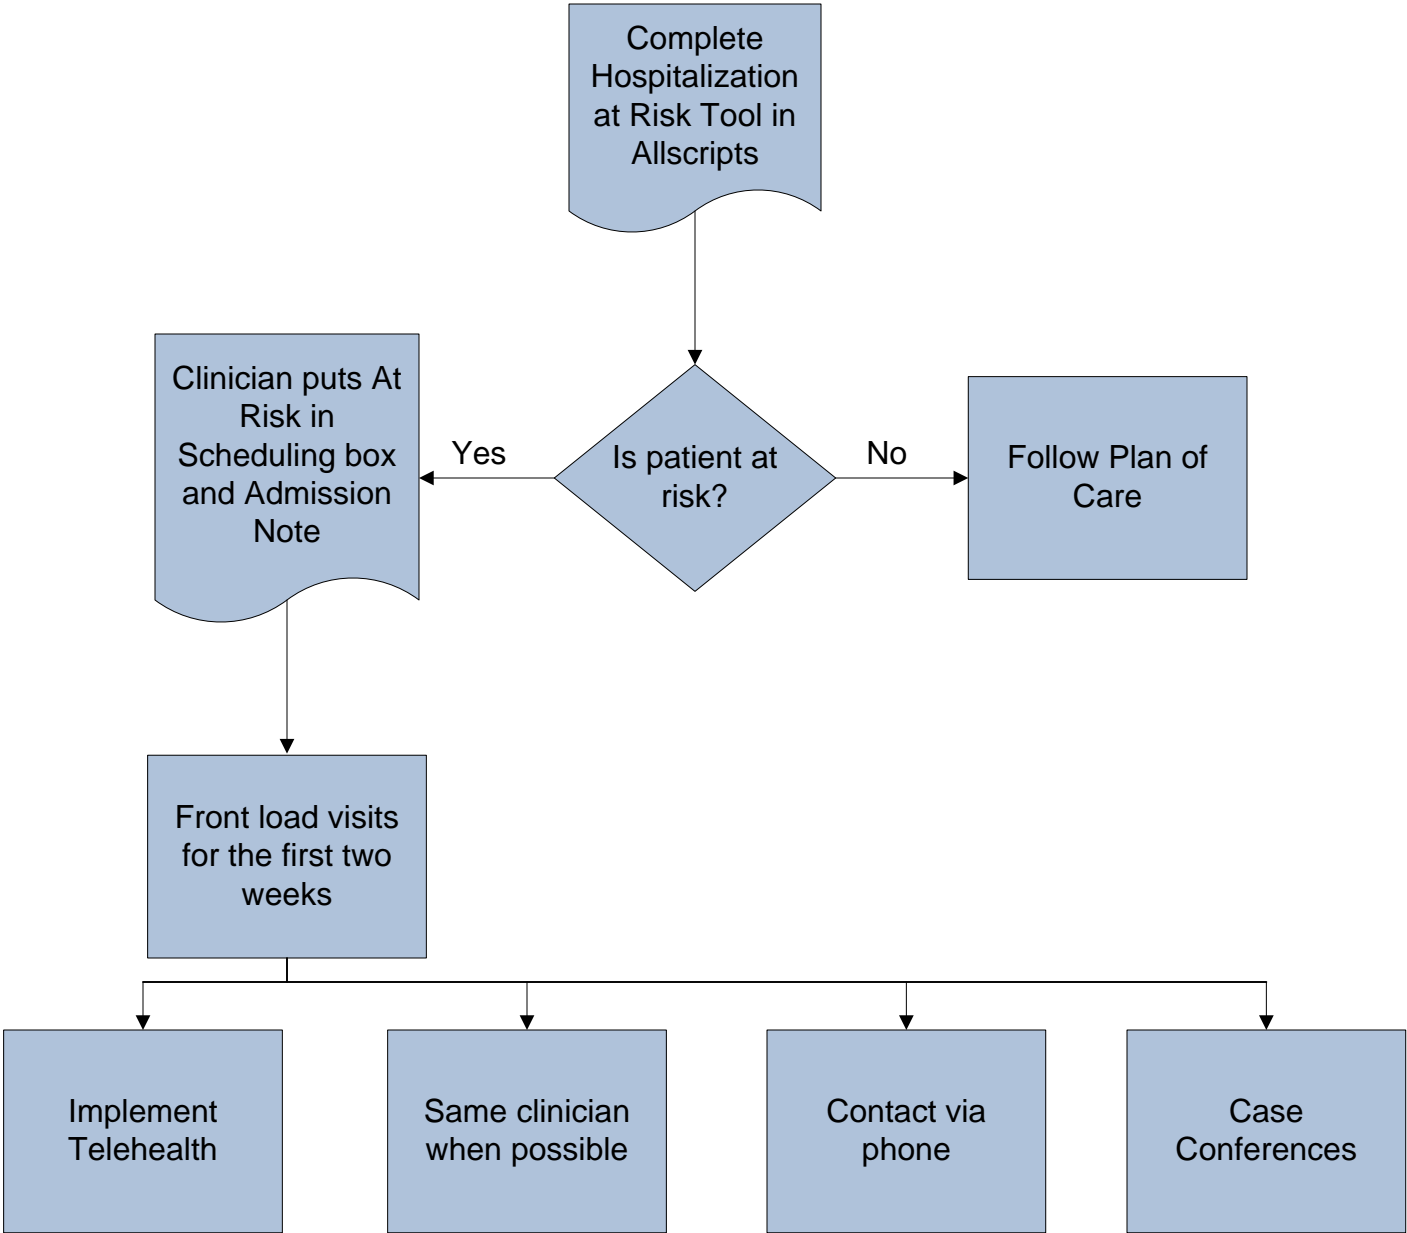 Complete
Hospitalization
at Risk Tool in
Allscripts
Clinician puts At
Risk in
Scheduling box
and Admission
Note
Yes
Is patient at
risk?
No
Follow Plan of
Care
Front load visits
for the first two
weeks
Implement
Telehealth
Same clinician
when possible
Contact via
phone
Case
Conferences